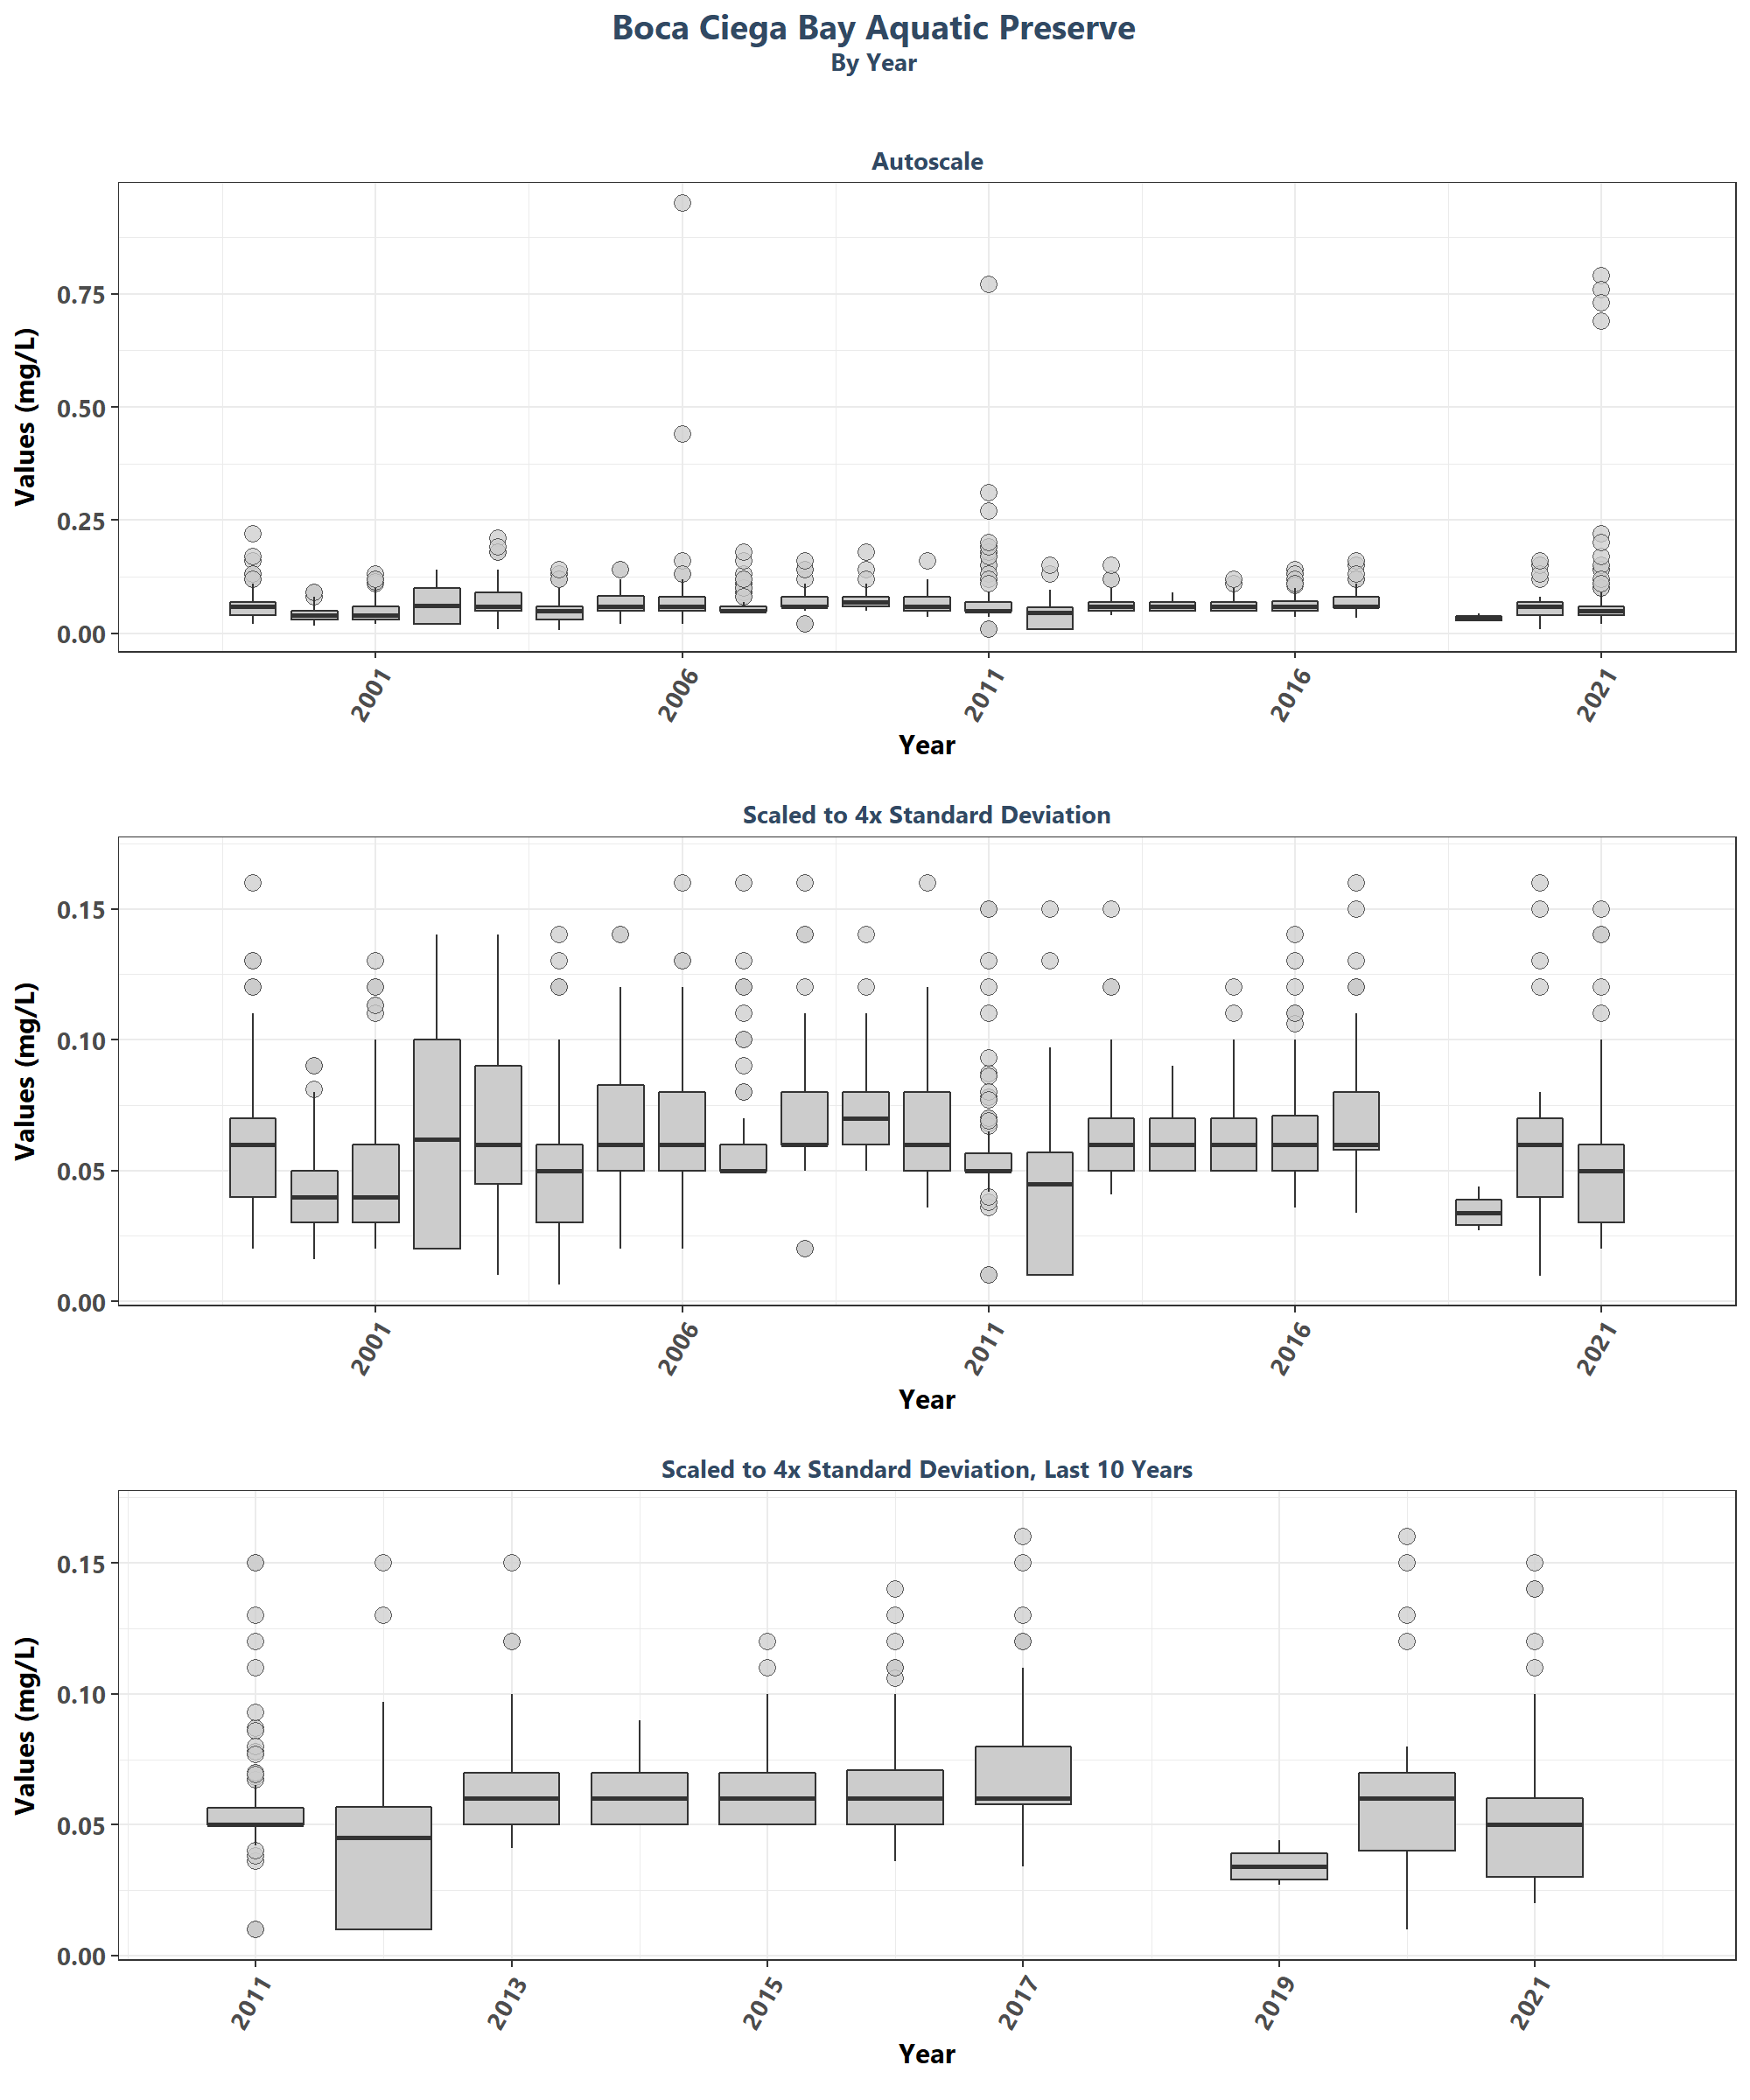 Boca Ciega Bay Aquatic Preserve
By Year
Autoscale
Values (mg/L)
0.75
0.50
0.25
0.00
2001 2006 2011 2016 2021
Year
Scaled to 4x Standard Deviation
Values (mg/L)
0.15
0.10
0.05
0.00
2001 2006 2011 2016 2021
Year
Scaled to 4x Standard Deviation, Last 10 Years
Values (mg/L)
0.15
0.10
0.05
0.00
2011 2013 2015 2017 2019 2021
Year